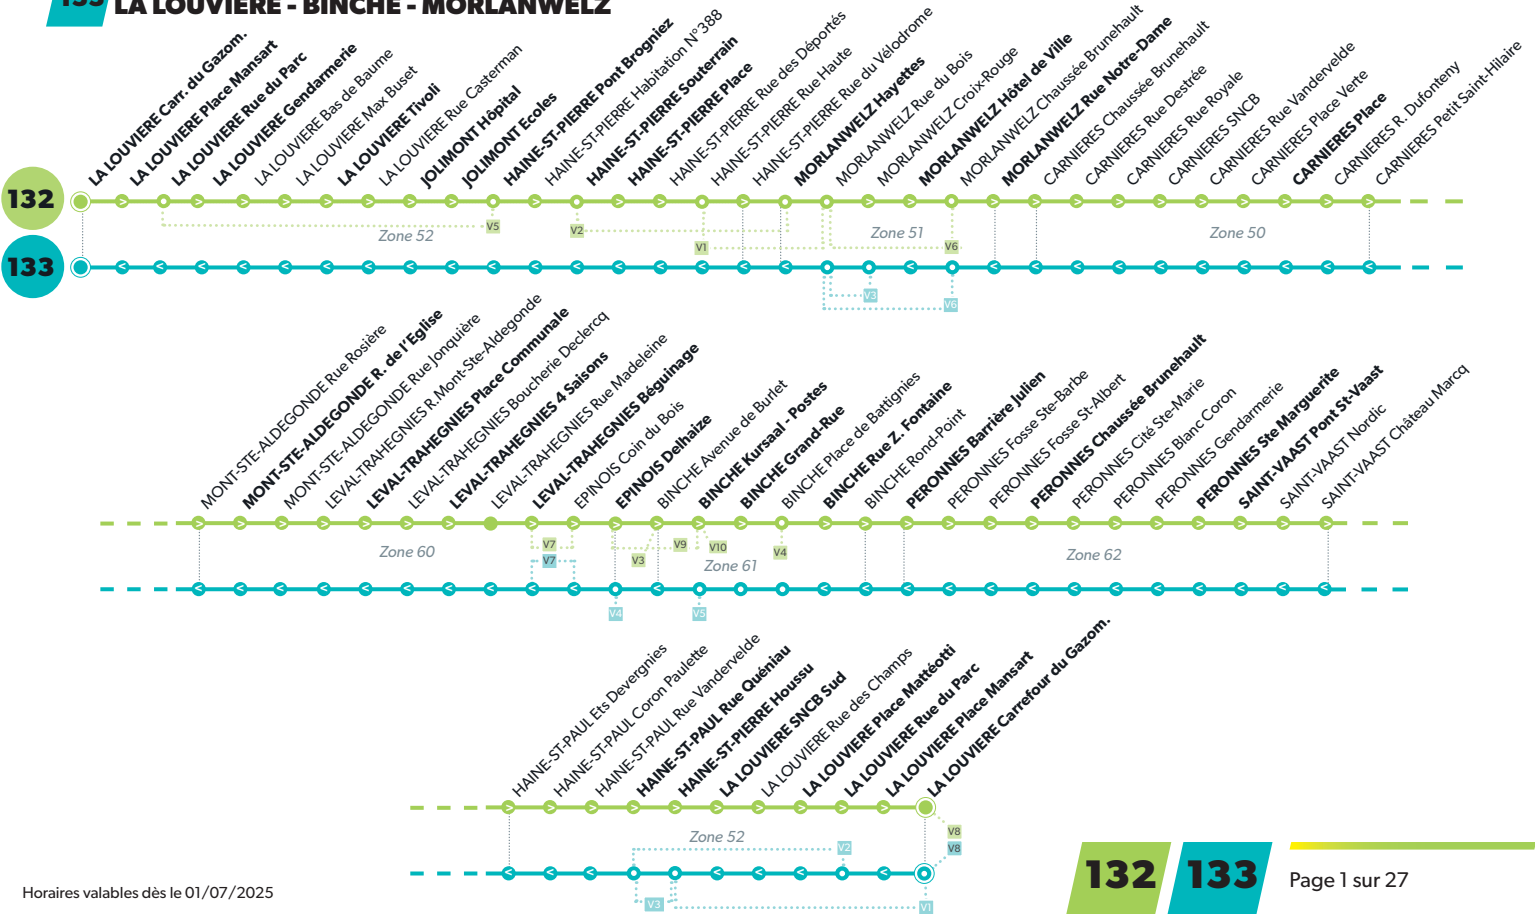 133 LA LOUVIERE - BINCHE - MORLANWELZ
LA LOUVIERE Carr. du Gazom.
LA LOUVIERE Place Mansart
LA LOUVIERE Rue du Parc
LA LOUVIERE Gendarmerie
LA LOUVIERE Bas de Baume
LA LOUVIERE Max Buset
LA LOUVIERE Tivoli
LA LOUVIERE Rue Casterman
JOLIMONT Hôpital
JOLIMONT Ecoles
HAINE-ST-PIERRE Pont Brogniez
HAINE-ST-PIERRE Habitation N°388
HAINE-ST-PIERRE Souterrain
HAINE-ST-PIERRE Place
HAINE-ST-PIERRE Rue des Déportés
HAINE-ST-PIERRE Rue Haute
HAINE-ST-PIERRE Rue du Vélodrome
MORLANWELZ Hayettes
MORLANWELZ Rue du Bois
MORLANWELZ Croix-Rouge
MORLANWELZ Hôtel de Ville
MORLANWELZ Chaussée Brunehault
MORLANWELZ Rue Notre-Dame
CARNIERES Chaussée Brunehault
CARNIERES Rue Destrée
CARNIERES Rue Royale
CARNIERES SNCB
CARNIERES Rue Vandervelde
CARNIERES Place Verte
CARNIERES Place
CARNIERES R. Dufonteny
CARNIERES Petit Saint-Hilaire
132
V5
V2
V1
V6
Zone 52
Zone 51
Zone 50
133
V3
V6
MONT-STE-ALDEGONDE Rue Rosière
MONT-STE-ALDEGONDE R. de l'Eglise
MONT-STE-ALDEGONDE Rue Jonquière
LEVAL-TRAHEGNIES R. Mont-Ste-Aldegonde
LEVAL-TRAHEGNIES Place Communale
LEVAL-TRAHEGNIES Boucherie Declercq
LEVAL-TRAHEGNIES 4 Saisons
LEVAL-TRAHEGNIES Rue Madeleine
LEVAL-TRAHEGNIES Béguinage
EPINOIS Coin du Bois
EPINOIS Delhaize
BINCHE Avenue de Burlet
BINCHE Kursaal - Postes
BINCHE Grand-Rue
BINCHE Place de Battignies
BINCHE Rue Z. Fontaine
BINCHE Rond-Point
PERONNES Barrière Julien
PERONNES Fosse Ste-Barbe
PERONNES Fosse St-Albert
PERONNES Chaussée Brunehault
PERONNES Cité Ste-Marie
PERONNES Blanc Coron
PERONNES Gendarmerie
PERONNES Ste Marguerite
SAINT-VAAST Pont St-Vaast
SAINT-VAAST Nordic
SAINT-VAAST Château Marcq
V7
V3
V9
V10
V4
Zone 60
V7
Zone 61
Zone 62
V4
V5
HAINE-ST-PAUL Ets Devergnies
HAINE-ST-PAUL Coron Paulette
HAINE-ST-PAUL Rue Vandervelde
HAINE-ST-PAUL Rue Quéniau
HAINE-ST-PIERRE Houssu
LA LOUVIERE SNCB Sud
LA LOUVIERE Rue des Champs
LA LOUVIERE Place Mattéotti
LA LOUVIERE Rue du Parc
LA LOUVIERE Place Mansart
LA LOUVIERE Carrefour du Gazom.
Zone 52
V8
V2
V8
V3
V1
Horaires valables dès le 01/07/2025
132 133 Page 1 sur 27